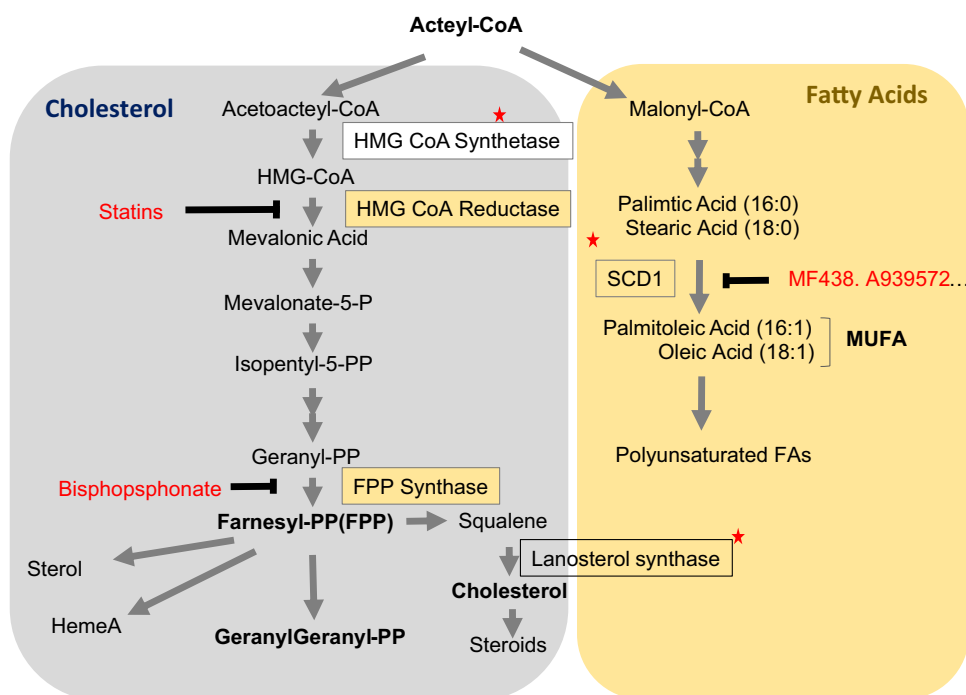 Acteyl-CoA
Cholesterol
Fatty Acids
Acetoacteyl-CoA
Malonyl-CoA
HMG CoA Synthetase
HMG-CoA
Statins
HMG CoA Reductase
Palimtic Acid (16:0)
Stearic Acid (18:0)
Mevalonic Acid
SCD1
MF438. A939572...
Mevalonate-5-P
Palmitoleic Acid (16:1)
Oleic Acid (18:1)
MUFA
Isopentyl-5-PP
Geranyl-PP
Polyunsaturated FAs
Bisphopsphonate
FPP Synthase
Farnesyl-PP(FPP)
Squalene
Lanosterol synthase
Sterol
Cholesterol
HemeA
GeranylGeranyl-PP
Steroids